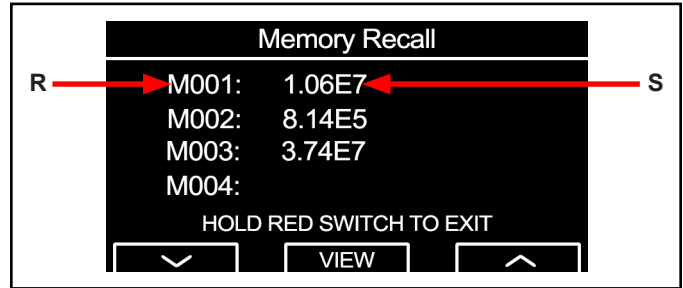 Memory Recall
R M001: 1.06E7 S
M002: 8.14E5
M003: 3.74E7
M004:
HOLD RED SWITCH TO EXIT
VIEW